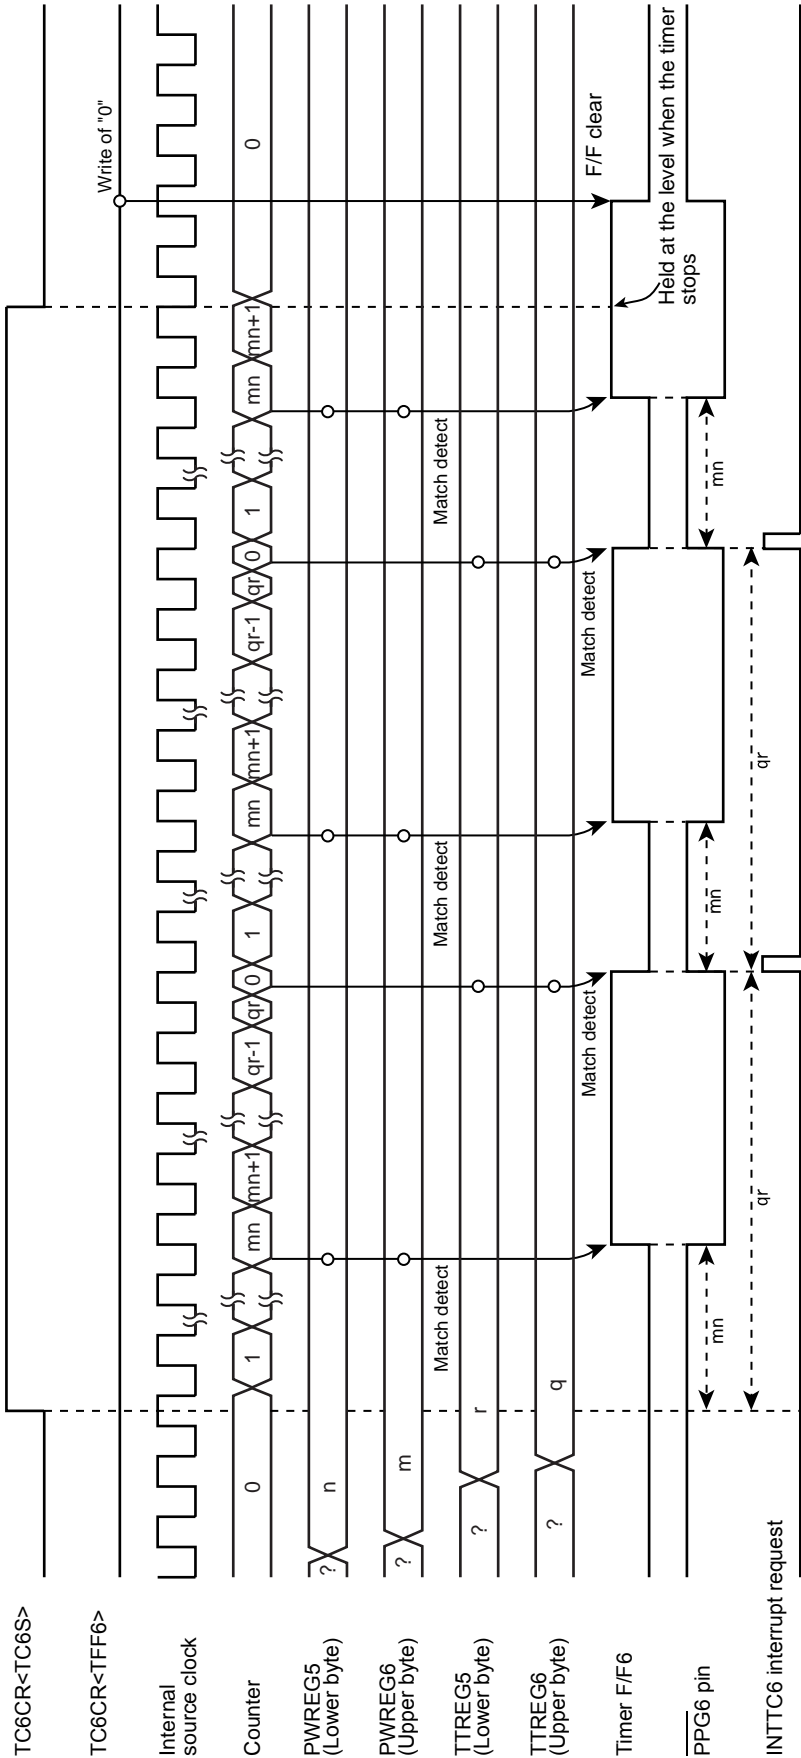 TC6CR<TC6S>
TC6CR<TFF6>
Write of "0"
Internal
source clock
Counter
0 1 mn mn+1 qr-1 qr 0 1 mn mn+1 qr-1 qr 0 1 mn mn+1 0
PWREG5
(Lower byte)
? n
PWREG6
(Upper byte)
? m
Match detect
Match detect
Match detect
TTREG5
(Lower byte)
? r
TTREG6
(Upper byte)
? q
Match detect
Match detect
F/F clear
Timer F/F6
Held at the level when the timer
stops
PPG6 pin
mn
mn
mn
qr
qr
INTTC6 interrupt request